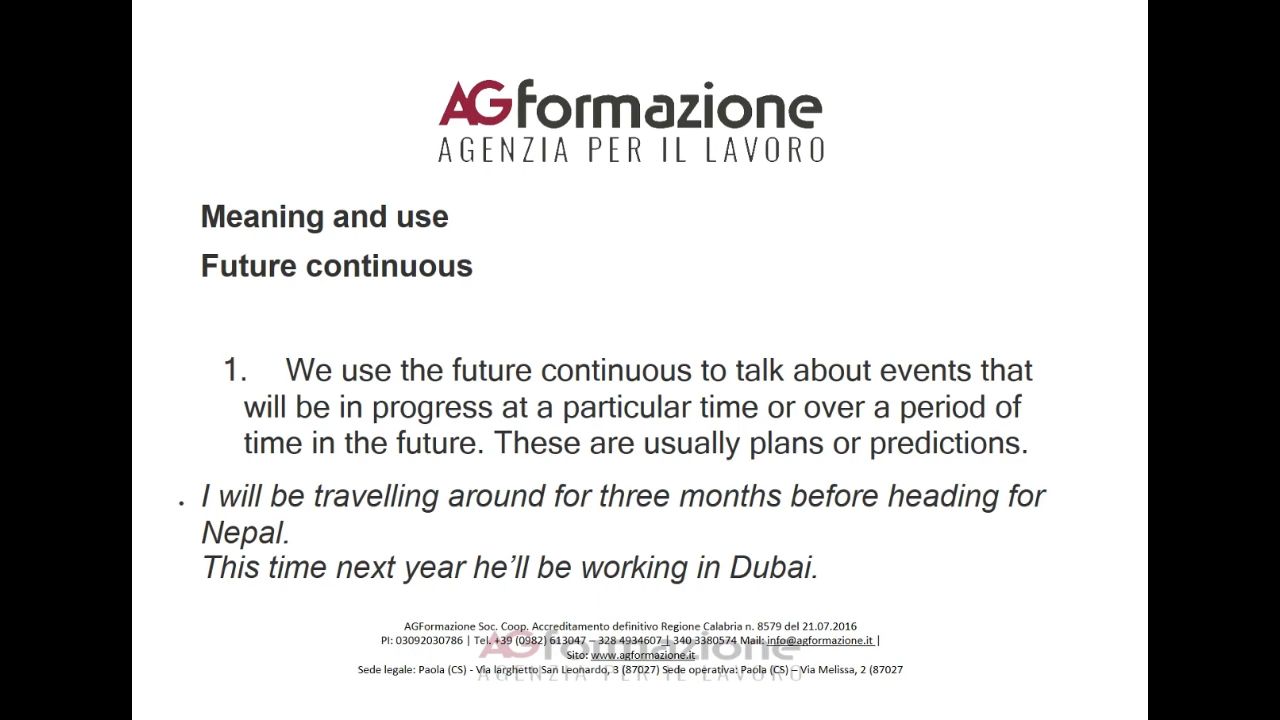 AGformazione
AGENZIA PER IL LAVORO
Meaning and use
Future continuous
1. We use the future continuous to talk about events that
will be in progress at a particular time or over a period of
time in the future. These are usually plans or predictions.
. I will be travelling around for three months before heading for
Nepal.
This time next year he’ll be working in Dubai.
AGFormazione Soc. Coop. Accreditamento definitivo Regione Calabria n. 8579 del 21.07.2016
PI: 03092030786 | Tel. +39 (0982) 613047 – 328 4934607 | 340 3380574 Mail: info@agformazione.it |
AGformazione
Sito: www.agformazione.it
Sede legale: Paola (CS) - Via larghetto San Leonardo, 3 (87027) Sede operativa: Paola (CS) – Via Melissa, 2 (87027
AGENZIA PER IL LAVORO